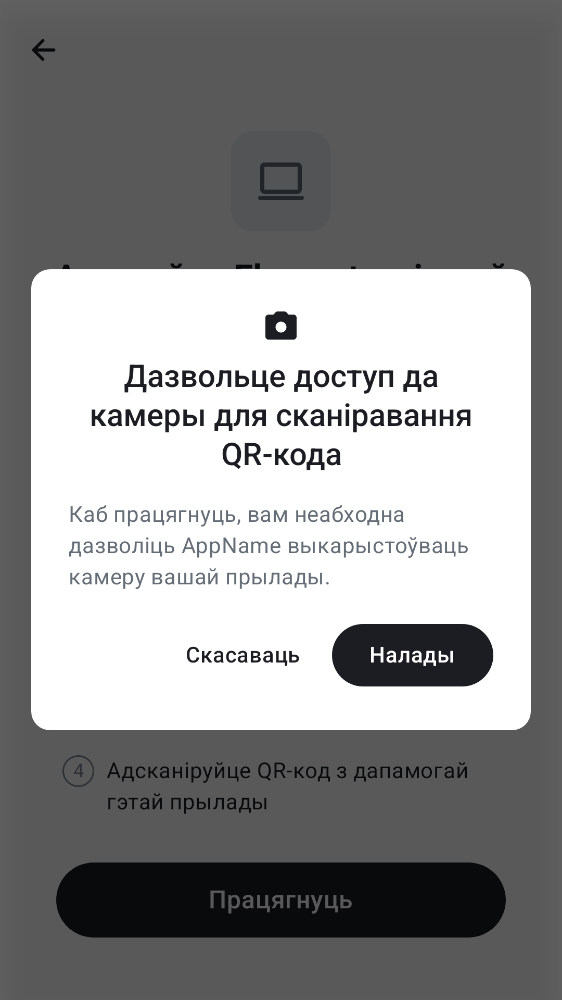 Дазвольце доступ да
камеры для сканіравання
QR-кода
Каб працягнуць, вам неабходна
дазволіць AppName выкарыстоўваць
камеру вашай прылады.
Скасаваць
Налады
4
Адсканіруйце QR-код з дапамогай
гэтай прылады
Працягнуць